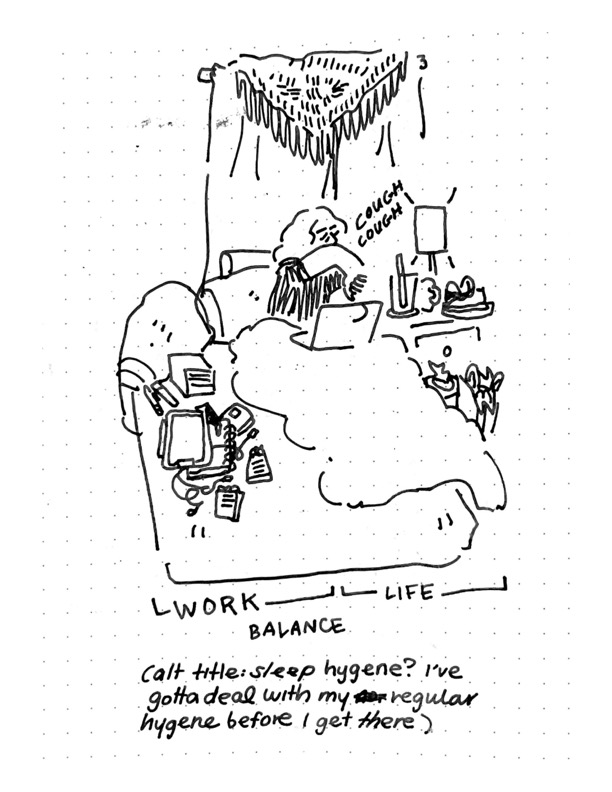 COUGH
COUGH
WORK
LIFE
BALANCE
(alt title: sleep hygene? I've
gotta deal with my regular
hygene before I get there)